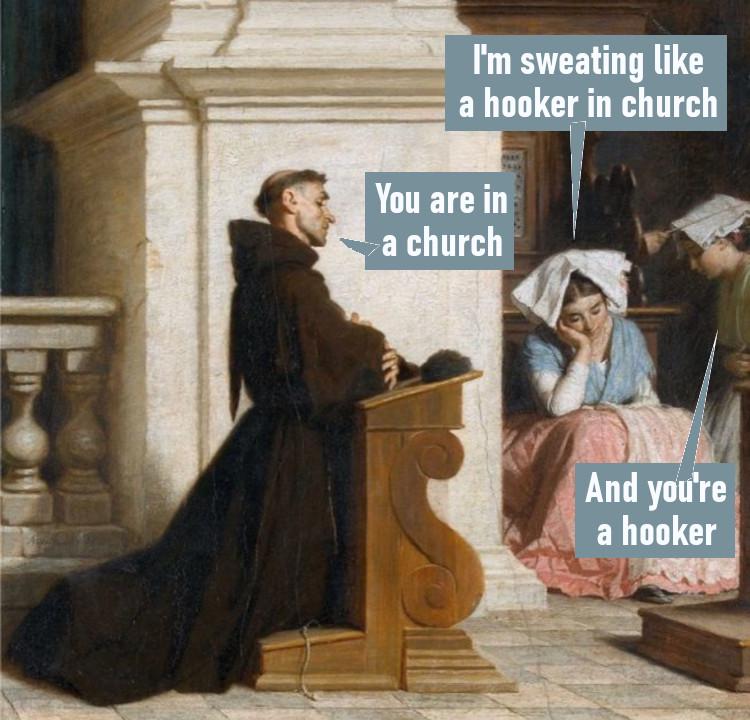 I'm sweating like
a hooker in church
You are in
a church
And you're
a hooker